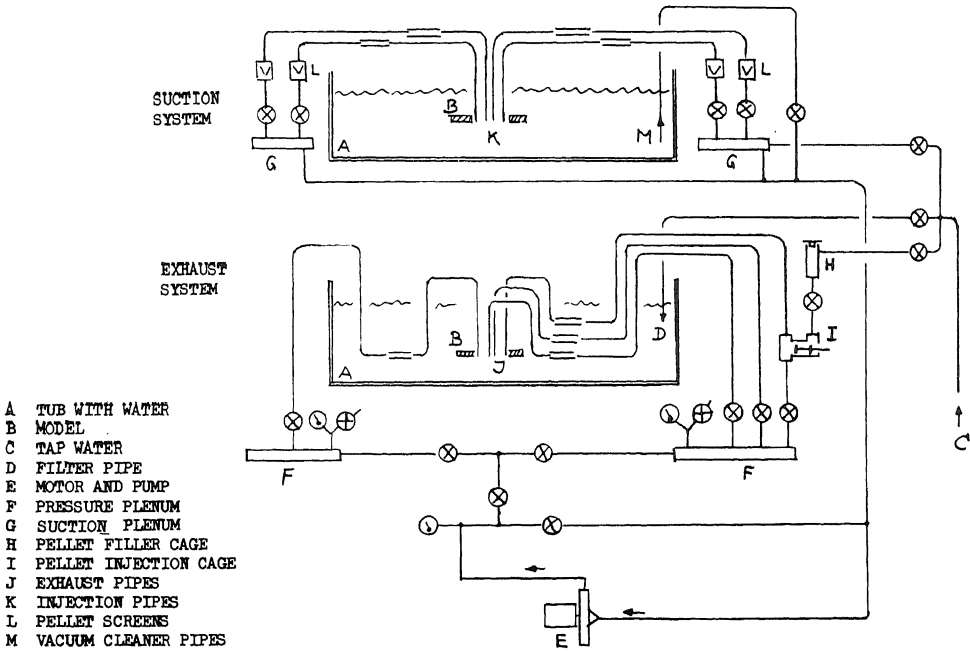 L
L
SUCTION
SYSTEM
B
K
M
A
G
G
EXHAUST
SYSTEM
H
D
B
J
I
A
C
F
F
A TUB WITH WATER
B MODEL
C TAP WATER
D FILTER PIPE
E MOTOR AND PUMP
F PRESSURE PLENUM
G SUCTION PLENUM
H PELLET FILLER CAGE
I PELLET INJECTION CAGE
J EXHAUST PIPES
K INJECTION PIPES
L PELLET SCREENS
M VACUUM CLEANER PIPES
E